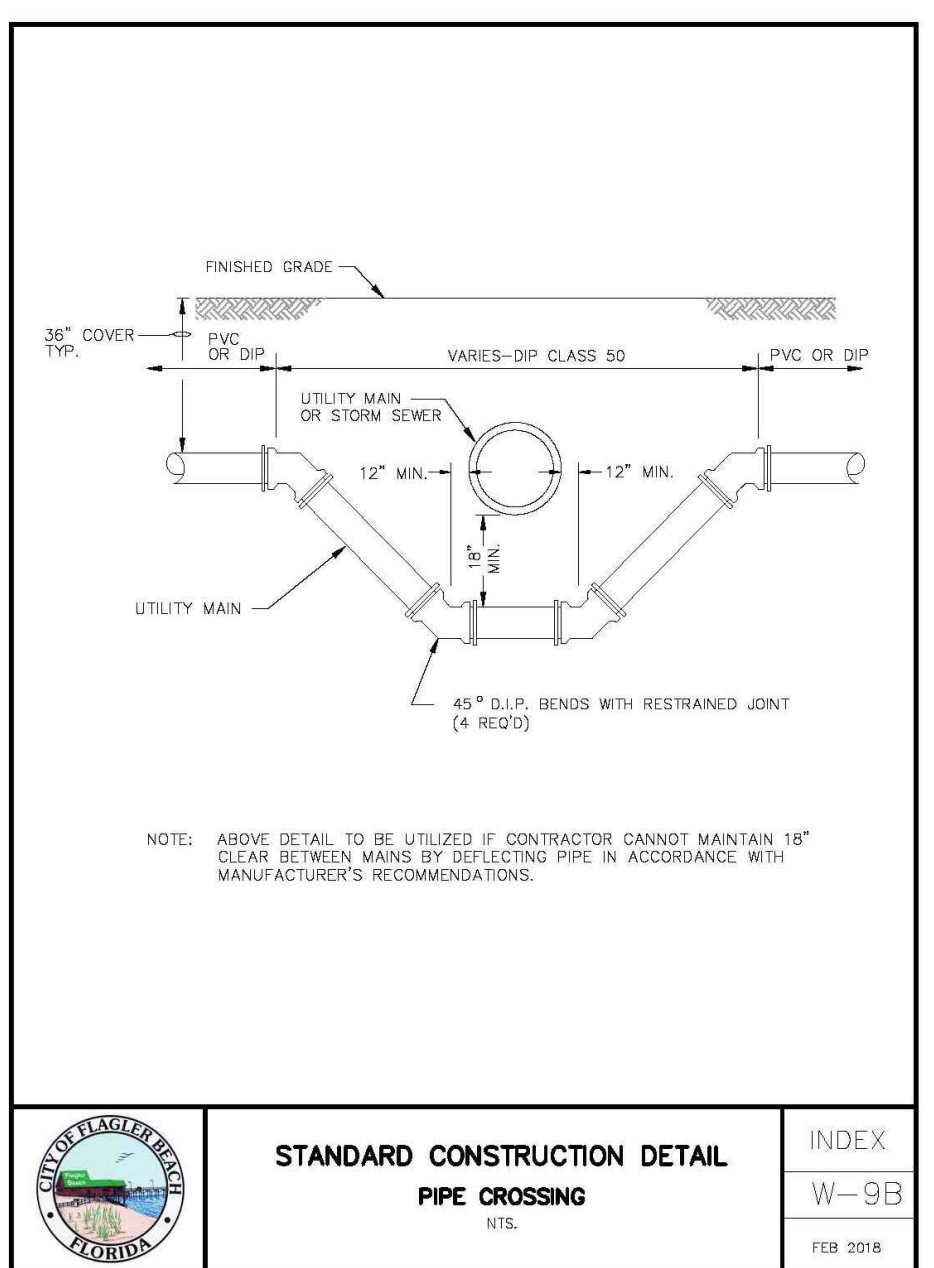 FINISHED GRADE
36" COVER
TYP.
PVC
OR DIP
VARIES-DIP CLASS 50
PVC OR DIP
UTILITY MAIN
OR STORM SEWER
12" MIN.
12" MIN.
18"
MIN.
UTILITY MAIN
45° D.I.P. BENDS WITH RESTRAINED JOINT
(4 REQ'D)
NOTE: ABOVE DETAIL TO BE UTILIZED IF CONTRACTOR CANNOT MAINTAIN 18"
CLEAR BETWEEN MAINS BY DEFLECTING PIPE IN ACCORDANCE WITH
MANUFACTURER'S RECOMMENDATIONS.
CITY OF FLAGLER BEACH
Flagler
Beach
FLORIDA
STANDARD CONSTRUCTION DETAIL
PIPE CROSSING
NTS.
INDEX
W-9B
FEB 2018